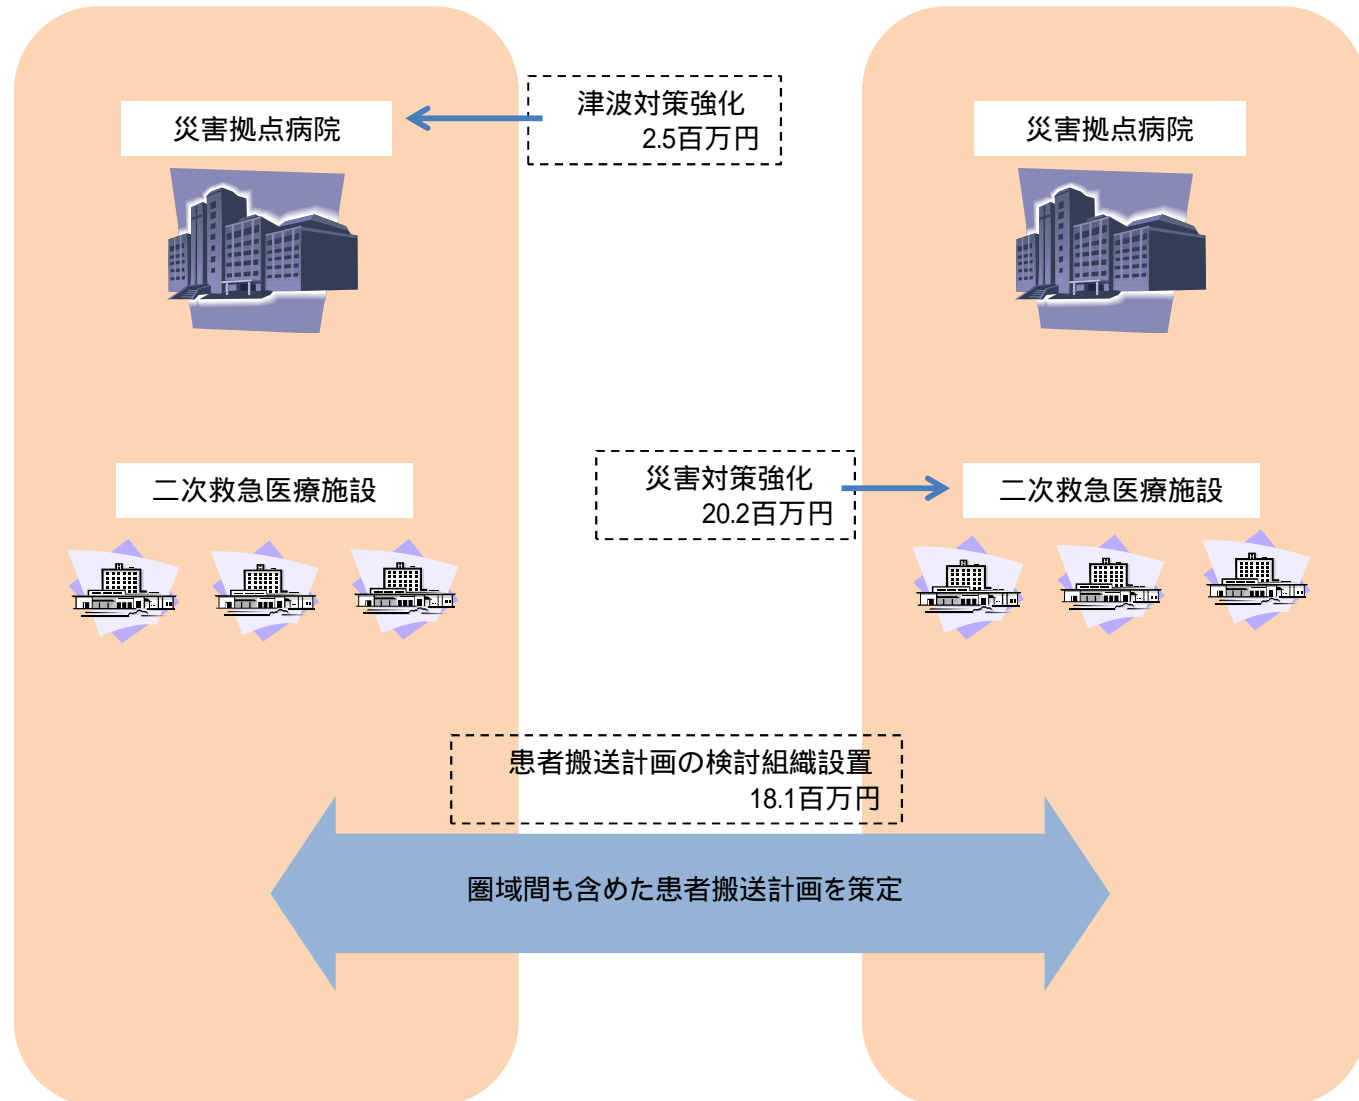 津波対策強化
2.5百万円
災害拠点病院
災害拠点病院
災害対策強化
20.2百万円
二次救急医療施設
二次救急医療施設
患者搬送計画の検討組織設置
18.1百万円
圏域間も含めた患者搬送計画を策定